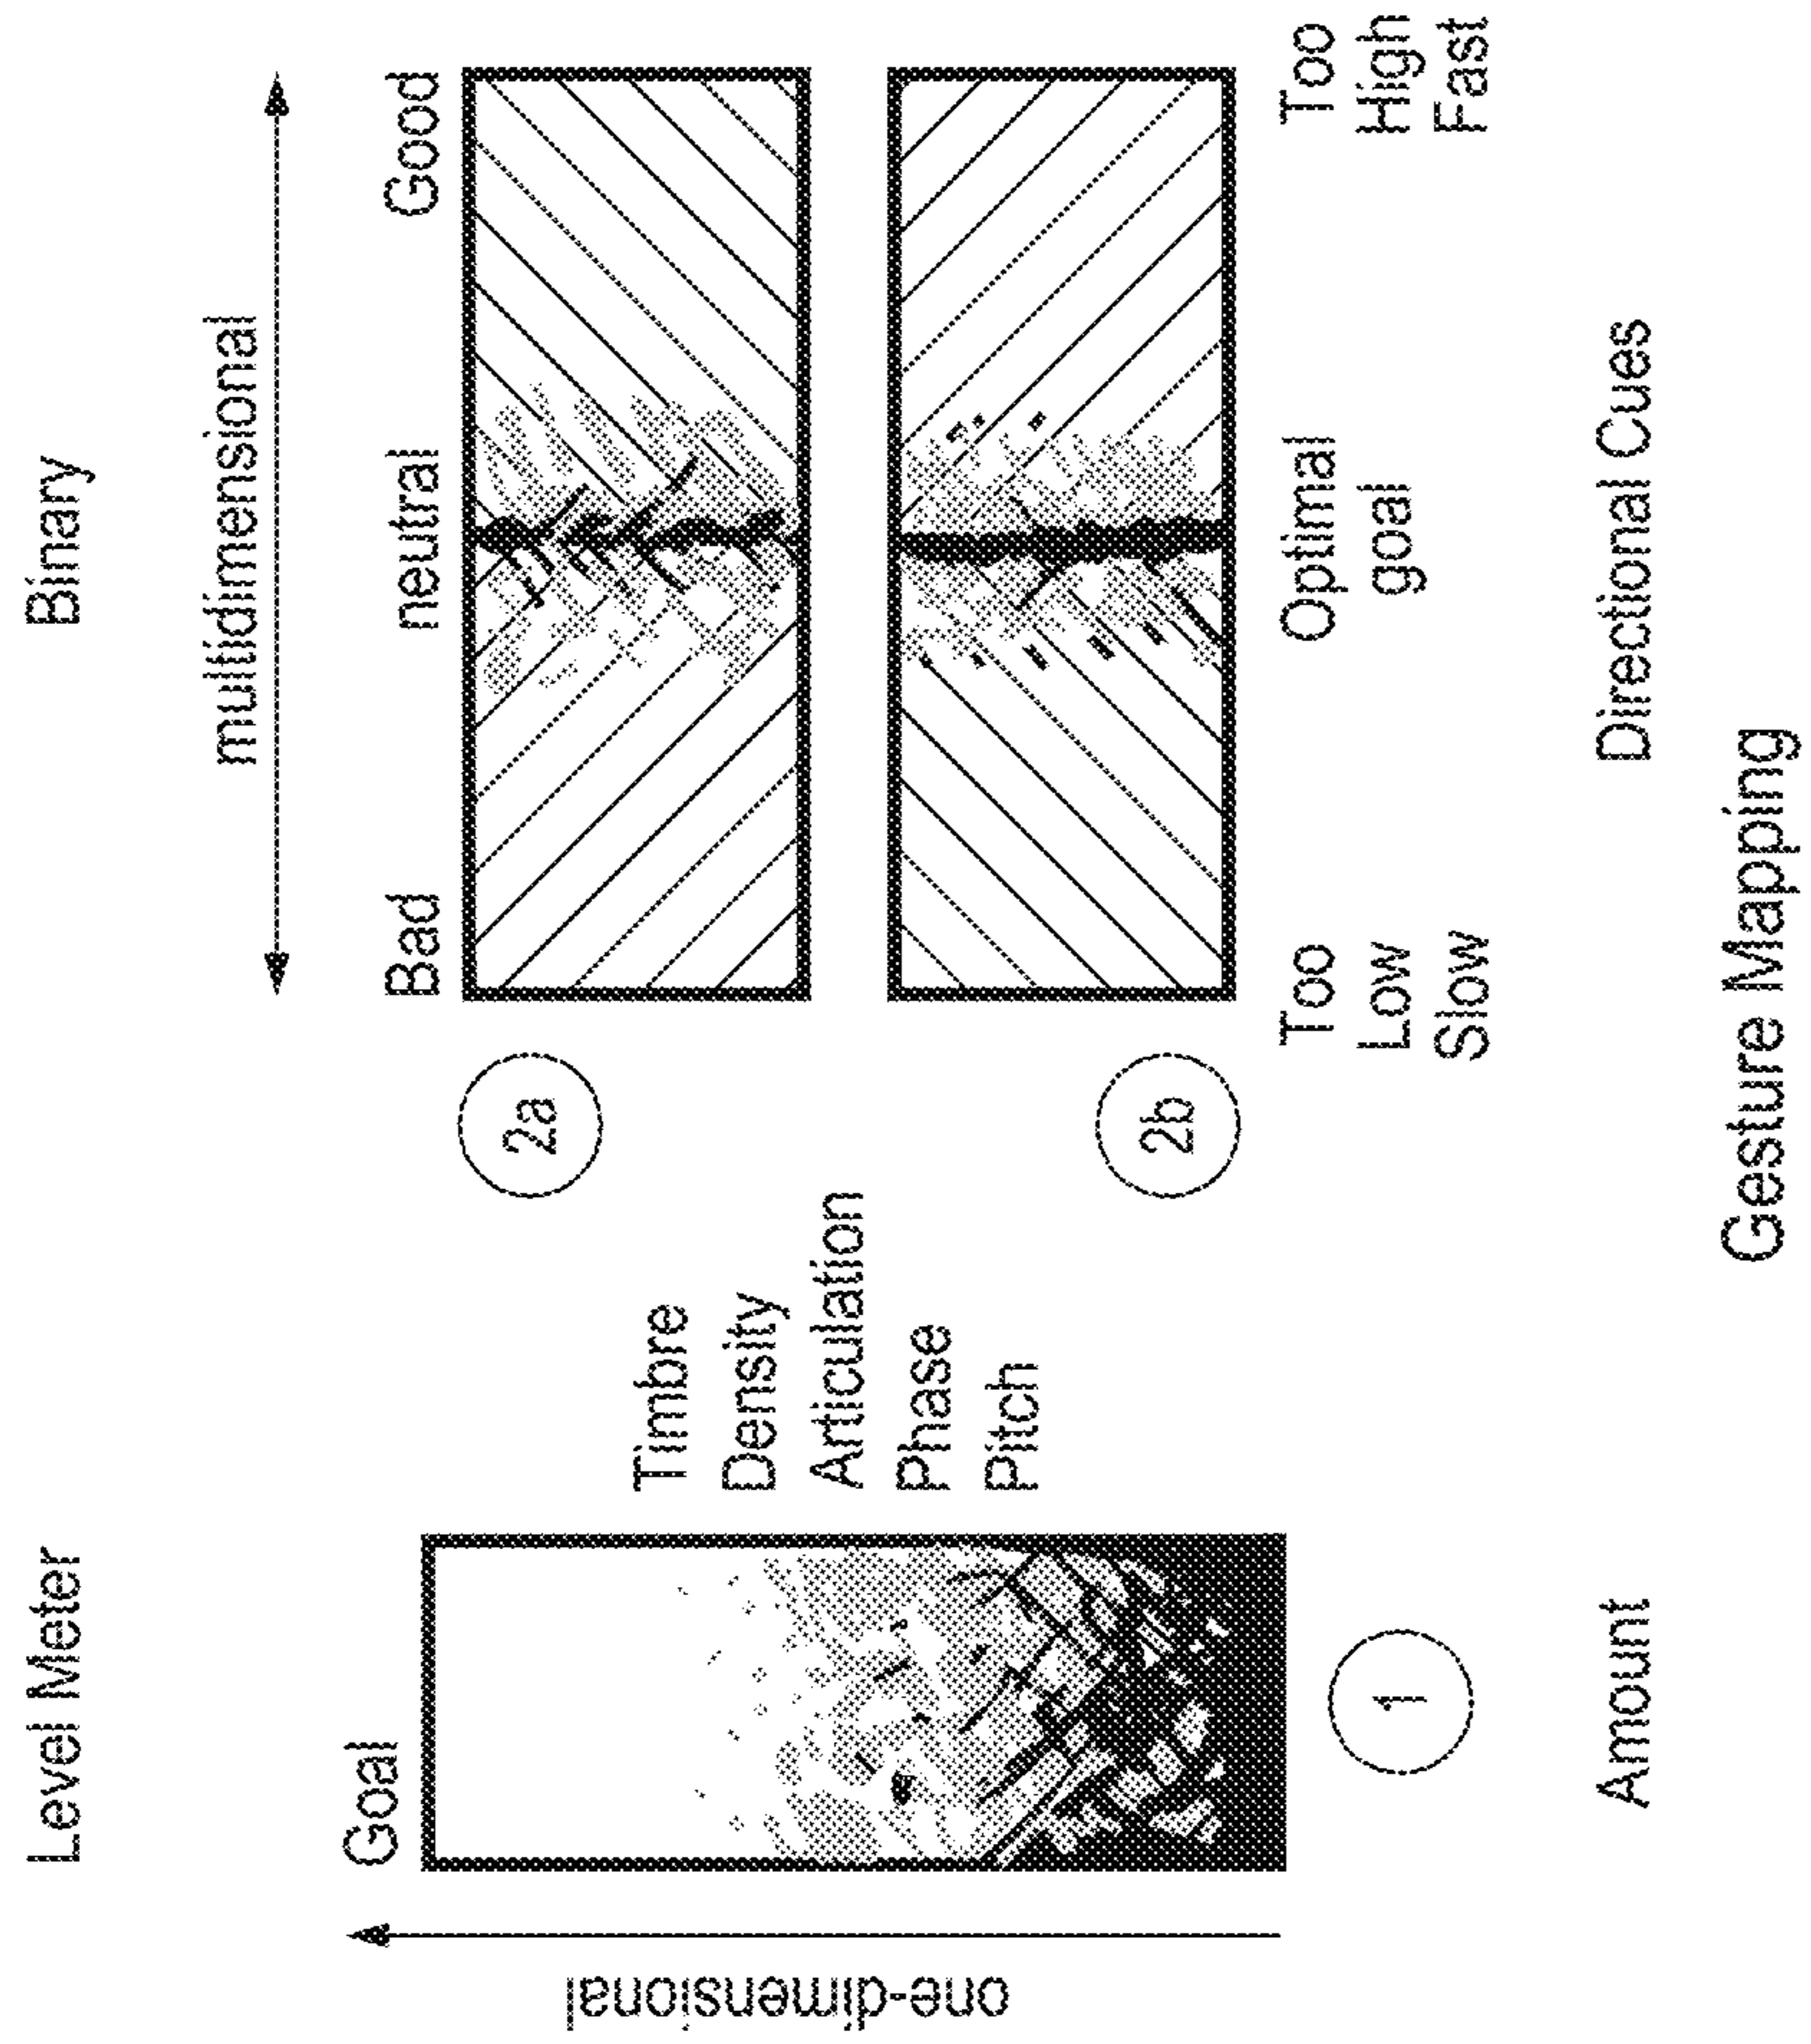 Level Meter
Binary
multidimensional
Goal
Bad
neutral
Good
one-dimensional
Timbre
Density
Articulation
Phase
Pitch
2a
2b
1
Too
Low
Slow
Optimal
goal
Too
High
Fast
Amount
Directional Cues
Gesture Mapping